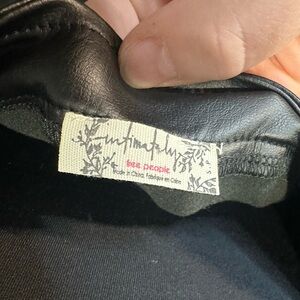 intimately
free people
Made in China, Fabriqué en Chine